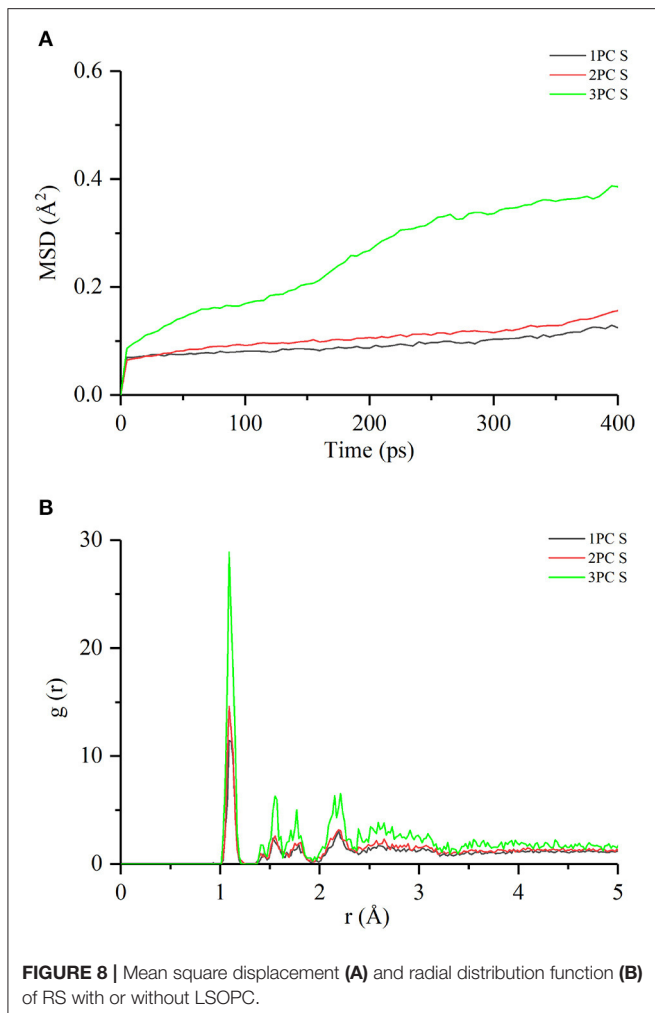 A
1PC S
2PC S
3PC S
0.6
0.4
0.2
0.0
MSD (Å²)
0 100 200 300 400
Time (ps)
B
1PC S
2PC S
3PC S
30
20
10
0
g (r)
0 1 2 3 4 5
r (Å)
FIGURE 8 | Mean square displacement (A) and radial distribution function (B)
of RS with or without LSOPC.